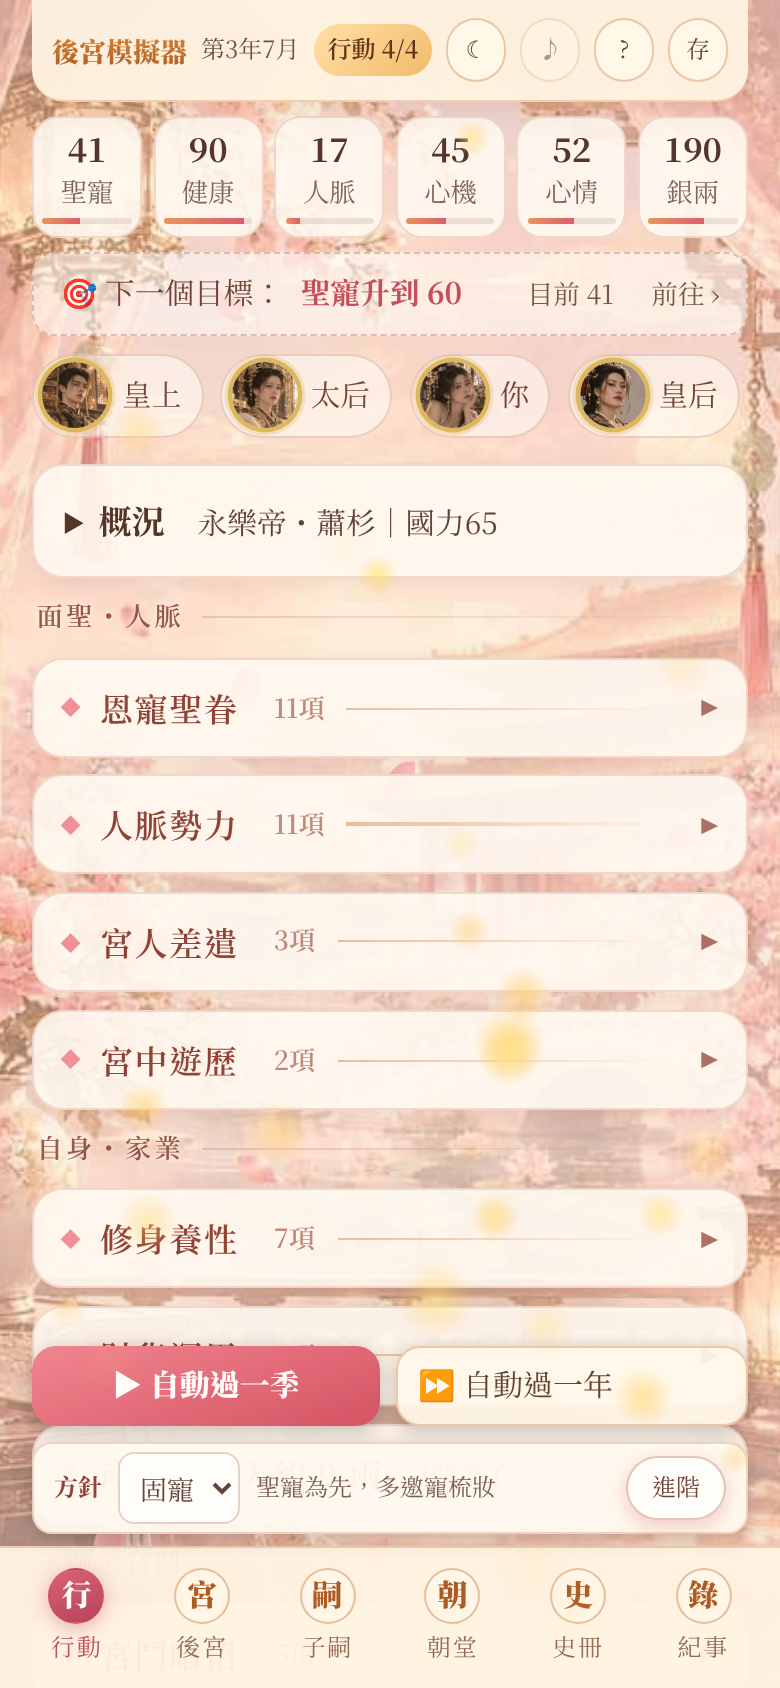 後宮模擬器 第3年7月 行動 4/4 ☾ ♪ ? 存
41 90 17 45 52 190
聖寵 健康 人脈 心機 心情 銀兩
🎯 下一個目標： 聖寵升到 60 目前 41 前往 ›
皇上 太后 你 皇后
▶ 概況 永樂帝・蕭杉｜國力65
面聖・人脈
恩寵聖眷 11項 ▶
人脈勢力 11項 ▶
宮人差遣 3項 ▶
宮中遊歷 2項 ▶
自身・家業
修身養性 7項 ▶
▶ 自動過一季 ⏩ 自動過一年
方針 固寵 聖寵為先，多邀寵梳妝 進階
行 宮 嗣 朝 史 錄
行動 後宮 子嗣 朝堂 史冊 紀事